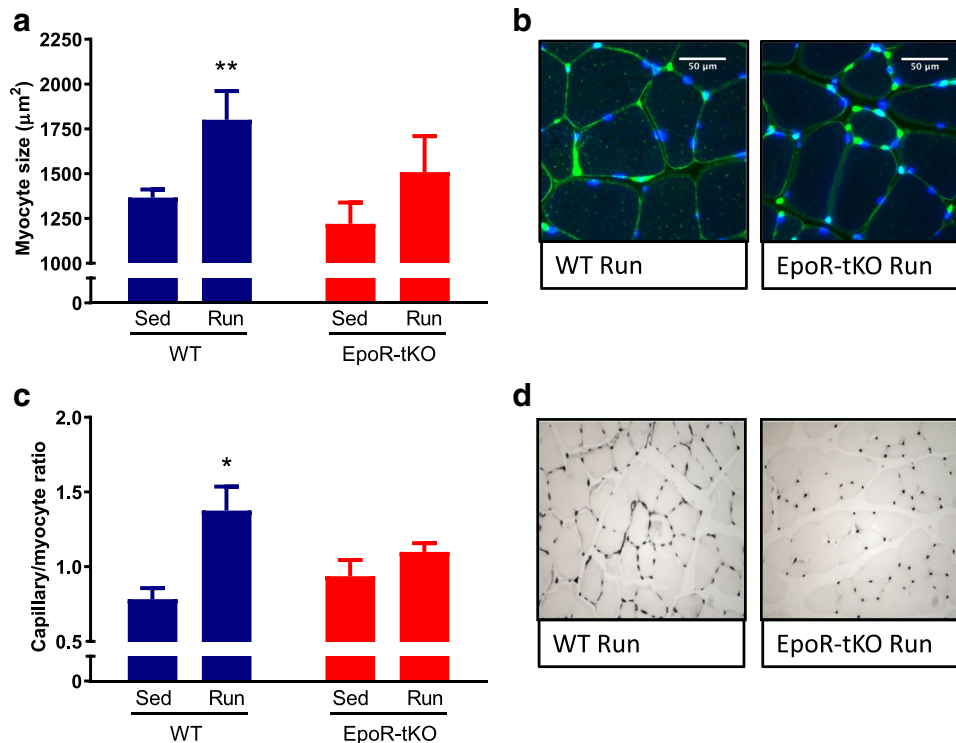 a
Myocyte size (μm²)
2250
2000
1750
1500
1250
1000
0
**
Sed Run Sed Run
WT EpoR-tKO
b
50 μm 50 μm
WT Run EpoR-tKO Run
c
Capillary/myocyte ratio
2.0
1.5
1.0
0.5
0
*
Sed Run Sed Run
WT EpoR-tKO
d
WT Run EpoR-tKO Run